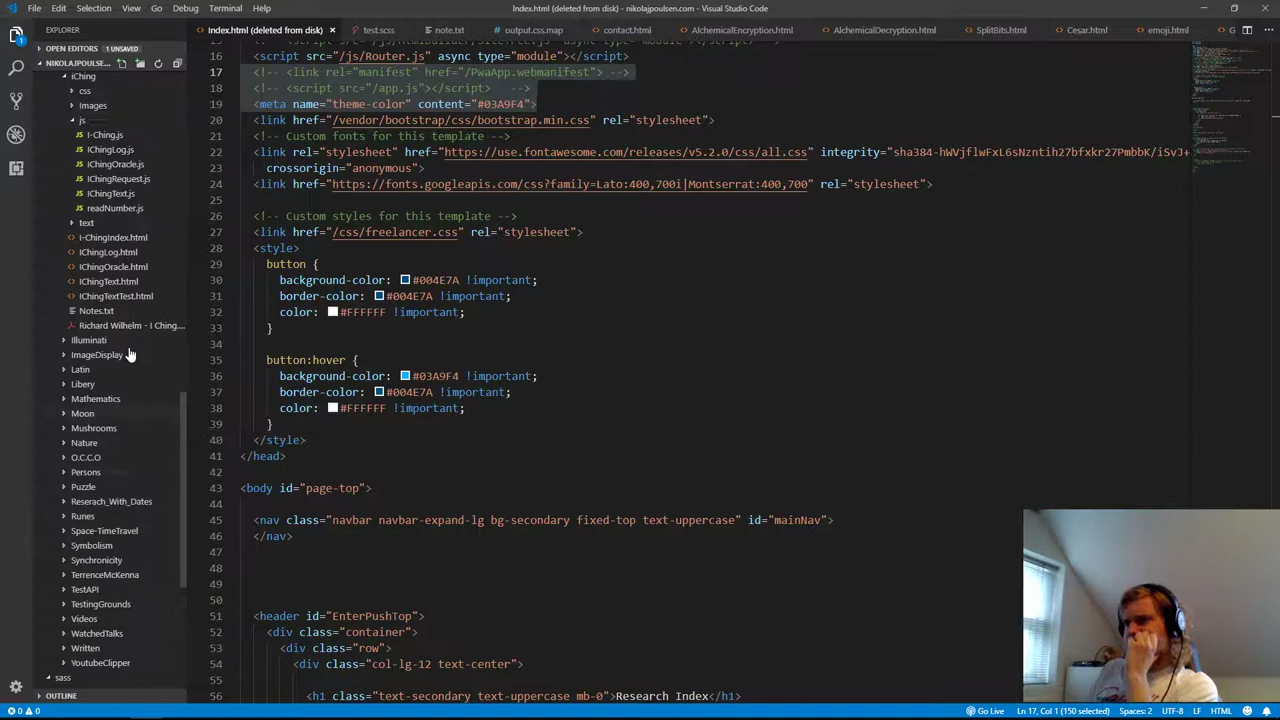 File Edit Selection View Go Debug Terminal Help
Index.html (deleted from disk) - nikolajpoulsen.com - Visual Studio Code
EXPLORER
Index.html (deleted from disk) × test.scss note.txt output.css.map contact.html AlchemicalEncryption.html AlchemicalDecryption.html SplitBits.html Cesar.html emoji.html
OPEN EDITORS 1 UNSAVED
NIKOLAJPOULSE...
iChing
css
Images
js
I-Ching.js
IChingLog.js
IChingOracle.js
IChingRequest.js
IChingText.js
readNumber.js
text
I-ChingIndex.html
IChingLog.html
IChingOracle.html
IChingText.html
IChingTextTest.html
Notes.txt
Richard Wilhelm - I Ching....
Illuminati
ImageDisplay
Latin
Libery
Mathematics
Moon
Mushrooms
Nature
O.C.C.O
Persons
Puzzle
Reserach_With_Dates
Runes
Space-TimeTravel
Symbolism
Synchronicity
TerrenceMcKenna
TestAPI
TestingGrounds
Videos
WatchedTalks
Written
YoutubeClipper
sass
OUTLINE
16 <script src="/js/Router.js" async type="module"></script>
17 <!-- <link rel="manifest" href="/PwaApp.webmanifest"> -->
18 <!-- <script src="/app.js"></script> -->
19 <meta name="theme-color" content="#03A9F4">
20 <link href="/vendor/bootstrap/css/bootstrap.min.css" rel="stylesheet">
21 <!-- Custom fonts for this template -->
22 <link rel="stylesheet" href="https://use.fontawesome.com/releases/v5.2.0/css/all.css" integrity="sha384-hWVjflwFxL6sNzntih27bfxkr27PmbbK/iSvJ+
23 crossorigin="anonymous">
24 <link href="https://fonts.googleapis.com/css?family=Lato:400,700i|Montserrat:400,700" rel="stylesheet">
25
26 <!-- Custom styles for this template -->
27 <link href="/css/freelancer.css" rel="stylesheet">
28 <style>
29 button {
30 background-color: #004E7A !important;
31 border-color: #004E7A !important;
32 color: #FFFFFF !important;
33 }
34
35 button:hover {
36 background-color: #03A9F4 !important;
37 border-color: #004E7A !important;
38 color: #FFFFFF !important;
39 }
40 </style>
41 </head>
42
43 <body id="page-top">
44
45 <nav class="navbar navbar-expand-lg bg-secondary fixed-top text-uppercase" id="mainNav">
46 </nav>
47
48
49
50
51 <header id="EnterPushTop">
52 <div class="container">
53 <div class="row">
54 <div class="col-lg-12 text-center">
55
56 <h1 class="text-secondary text-uppercase mb-0">Research Index</h1>
0 0
Go Live Ln 17, Col 1 (150 selected) Spaces: 2 UTF-8 LF HTML